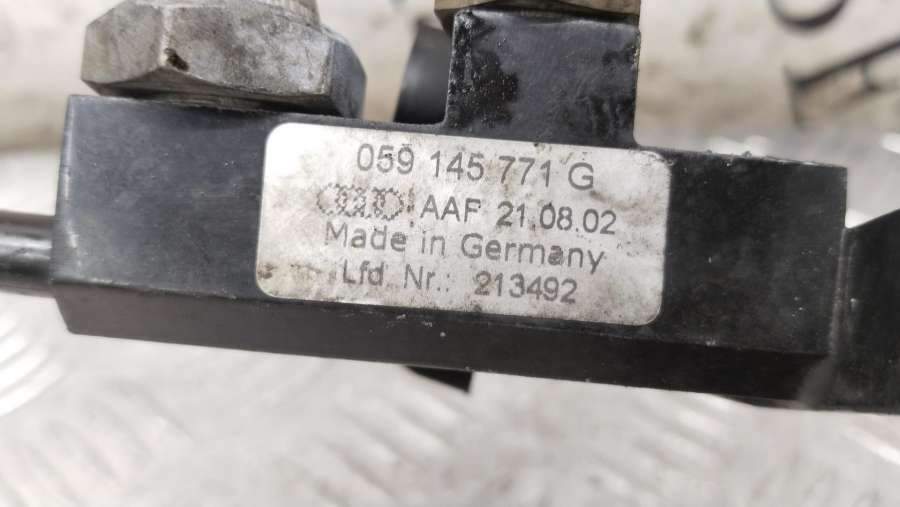 059 145 771 G
AAF 21.08.02
Made in Germany
Lfd. Nr.: 213492